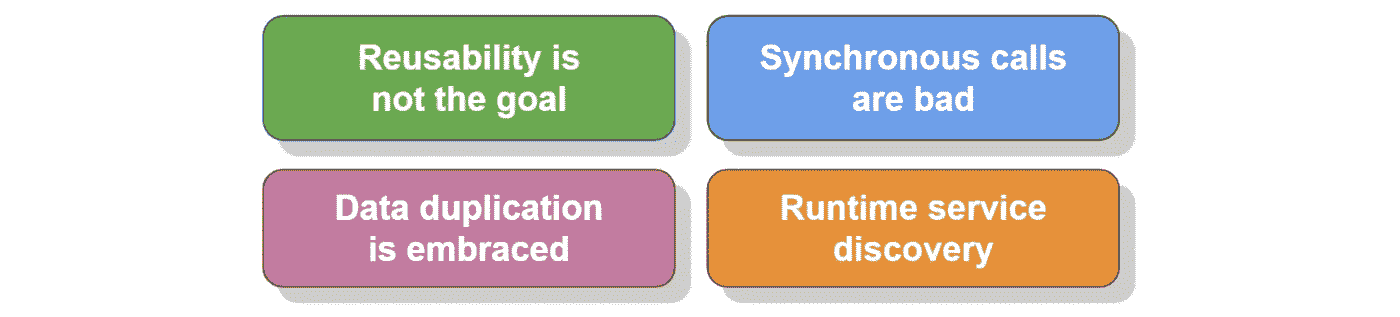 Reusability is
not the goal
Synchronous calls
are bad
Data duplication
is embraced
Runtime service
discovery